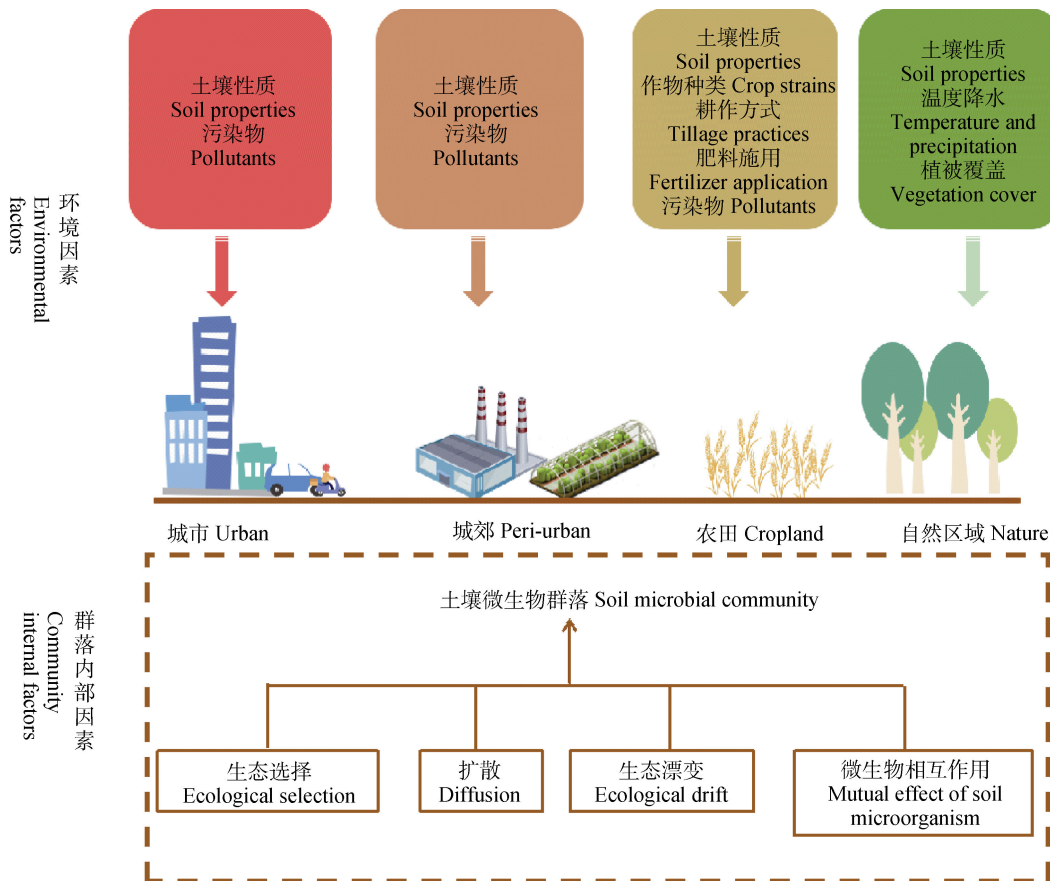 土壤性质
Soil properties
污染物
Pollutants
土壤性质
Soil properties
污染物
Pollutants
土壤性质
Soil properties
作物种类 Crop strains
耕作方式
Tillage practices
肥料施用
Fertilizer application
污染物 Pollutants
土壤性质
Soil properties
温度降水
Temperature and
precipitation
植被覆盖
Vegetation cover
环境因素
Environmental
factors
城市 Urban
城郊 Peri-urban
农田 Cropland
自然区域 Nature
群落内部因素
Community
internal factors
土壤微生物群落 Soil microbial community
生态选择
Ecological selection
扩散
Diffusion
生态漂变
Ecological drift
微生物相互作用
Mutual effect of soil
microorganism